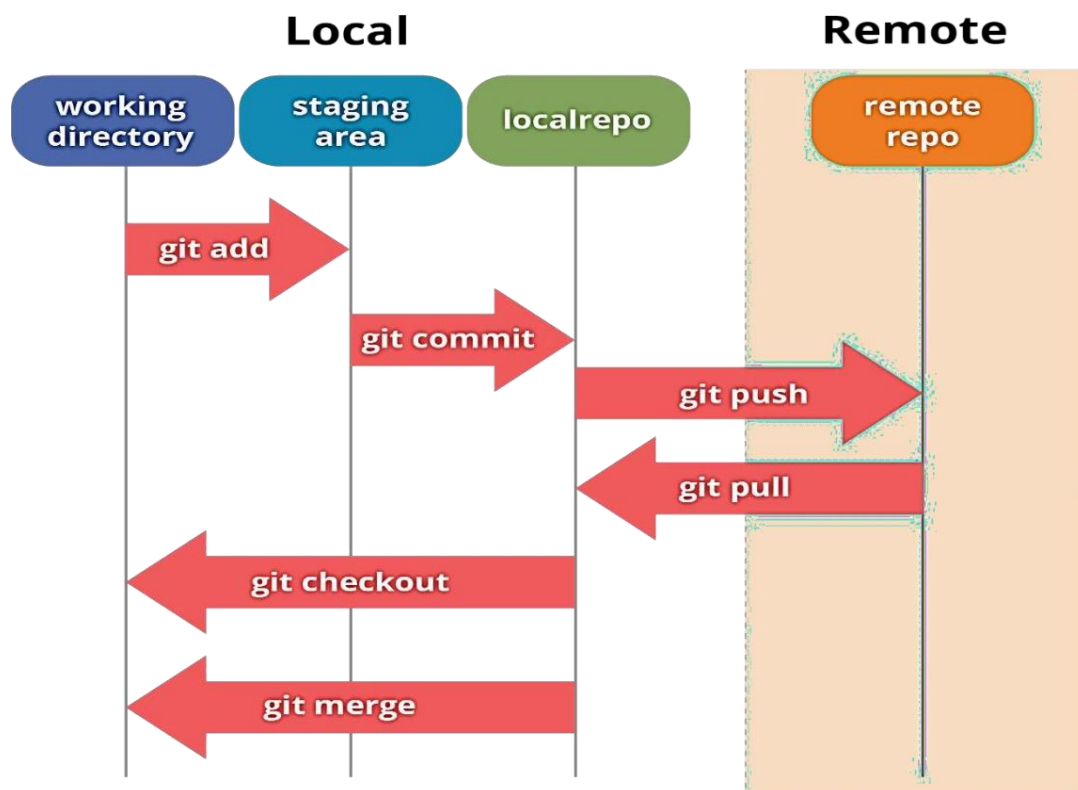 Local
Remote
working
directory
staging
area
localrepo
remote
repo
git add
git commit
git push
git pull
git checkout
git merge